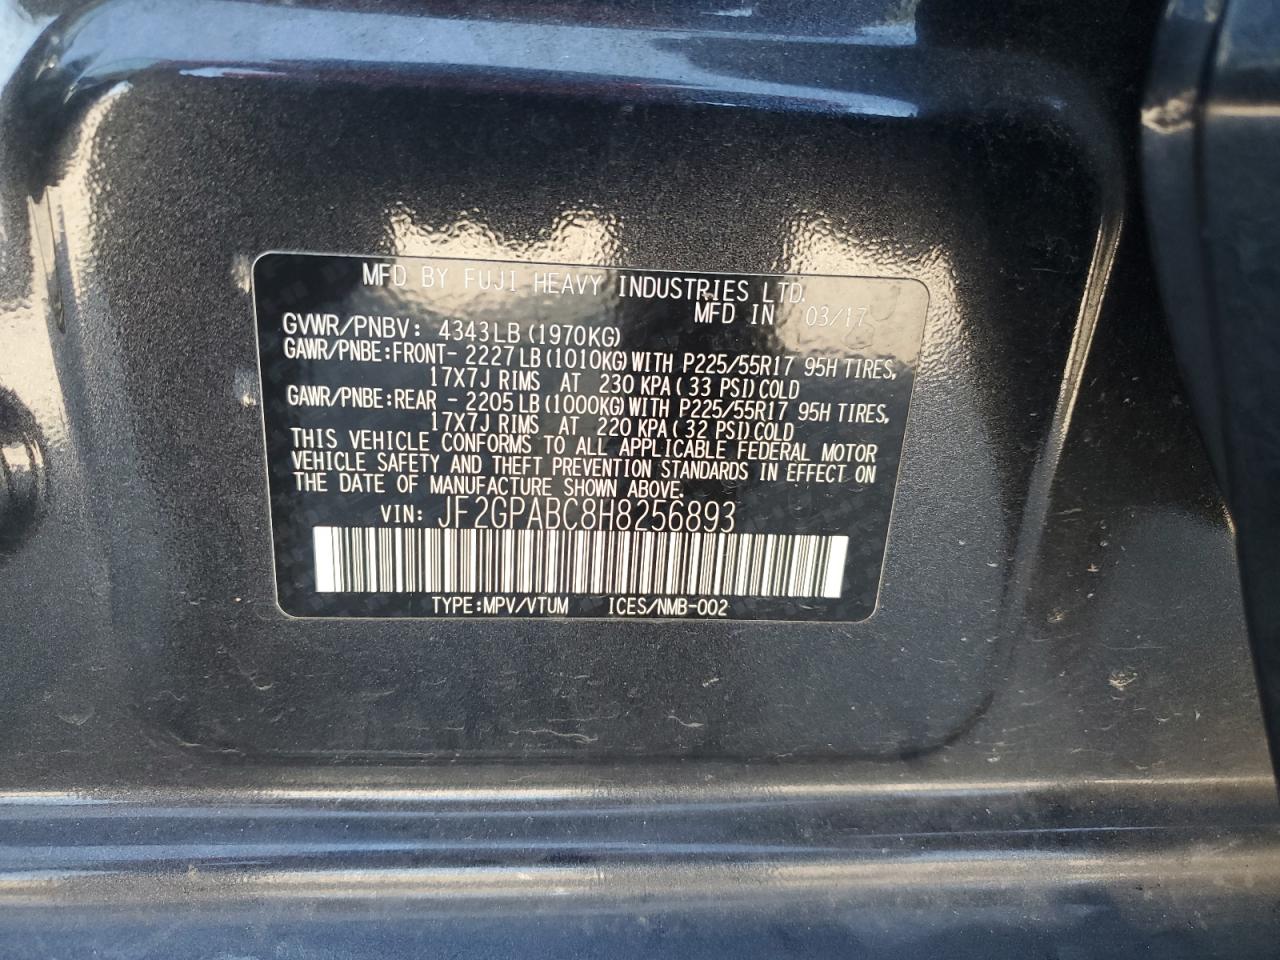 MFD BY FUJI HEAVY INDUSTRIES LTD.
MFD IN 03/17
GVWR/PNBV: 4343LB (1970KG)
GAWR/PNBE:FRONT- 2227LB (1010KG) WITH P225/55R17 95H TIRES,
17X7J RIMS AT 230 KPA (33 PSI) COLD
GAWR/PNBE:REAR - 2205LB (1000KG) WITH P225/55R17 95H TIRES,
17X7J RIMS AT 220 KPA (32 PSI) COLD
THIS VEHICLE CONFORMS TO ALL APPLICABLE FEDERAL MOTOR
VEHICLE SAFETY AND THEFT PREVENTION STANDARDS IN EFFECT ON
THE DATE OF MANUFACTURE SHOWN ABOVE.
VIN: JF2GPABC8H8256893
TYPE:MPV/VTUM ICES/NMB-002